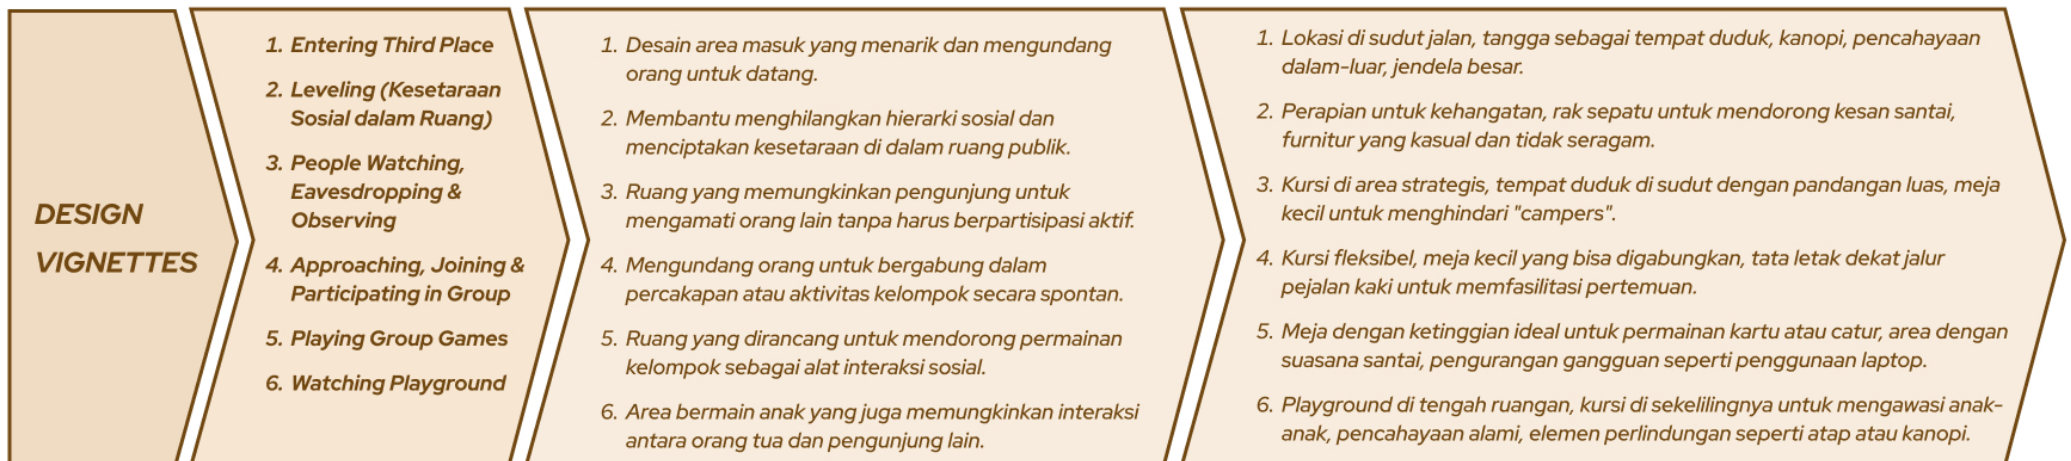 DESIGN
VIGNETTES
1. Entering Third Place
2. Leveling (Kesetaraan
Sosial dalam Ruang)
3. People Watching,
Eavesdropping &
Observing
4. Approaching, Joining &
Participating in Group
5. Playing Group Games
6. Watching Playground
1. Desain area masuk yang menarik dan mengundang
orang untuk datang.
2. Membantu menghilangkan hierarki sosial dan
menciptakan kesetaraan di dalam ruang publik.
3. Ruang yang memungkinkan pengunjung untuk
mengamati orang lain tanpa harus berpartisipasi aktif.
4. Mengundang orang untuk bergabung dalam
percakapan atau aktivitas kelompok secara spontan.
5. Ruang yang dirancang untuk mendorong permainan
kelompok sebagai alat interaksi sosial.
6. Area bermain anak yang juga memungkinkan interaksi
antara orang tua dan pengunjung lain.
1. Lokasi di sudut jalan, tangga sebagai tempat duduk, kanopi, pencahayaan
dalam-luar, jendela besar.
2. Perapian untuk kehangatan, rak sepatu untuk mendorong kesan santai,
furnitur yang kasual dan tidak seragam.
3. Kursi di area strategis, tempat duduk di sudut dengan pandangan luas, meja
kecil untuk menghindari "campers".
4. Kursi fleksibel, meja kecil yang bisa digabungkan, tata letak dekat jalur
pejalan kaki untuk memfasilitasi pertemuan.
5. Meja dengan ketinggian ideal untuk permainan kartu atau catur, area dengan
suasana santai, pengurangan gangguan seperti penggunaan laptop.
6. Playground di tengah ruangan, kursi di sekelilingnya untuk mengawasi anak-
anak, pencahayaan alami, elemen perlindungan seperti atap atau kanopi.